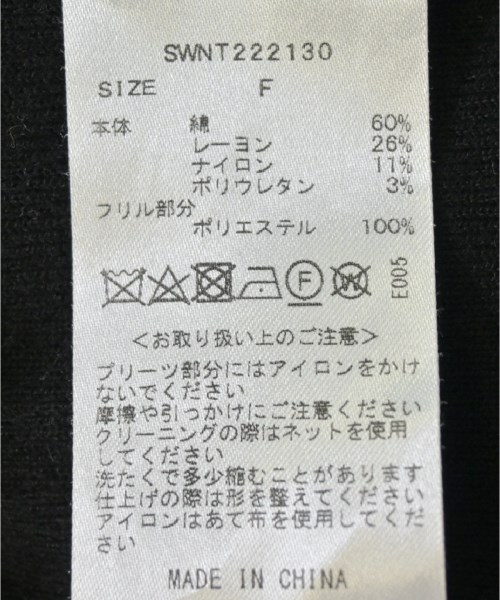 SWNT222130
SIZE F
本体 綿 60%
レーヨン 26%
ナイロン 11%
ポリウレタン 3%
フリル部分
ポリエステル 100%
F W E005
<お取り扱い上のご注意>
プリーツ部分にはアイロンをかけ
ないでください
摩擦や引っかけにご注意ください
クリーニングの際はネットを使用
してください
洗たくで多少縮むことがあります
仕上げの際は形を整えてください
アイロンはあて布を使用してくだ
さい
MADE IN CHINA